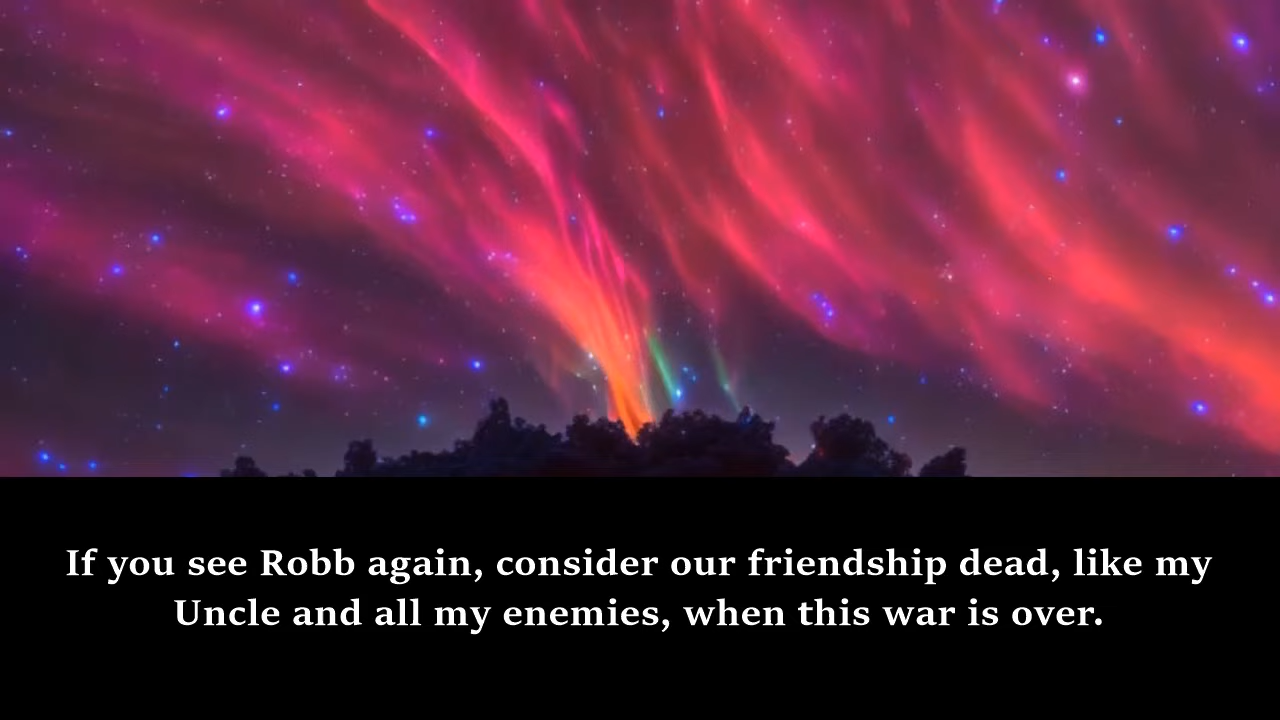 If you see Robb again, consider our friendship dead, like my
Uncle and all my enemies, when this war is over.